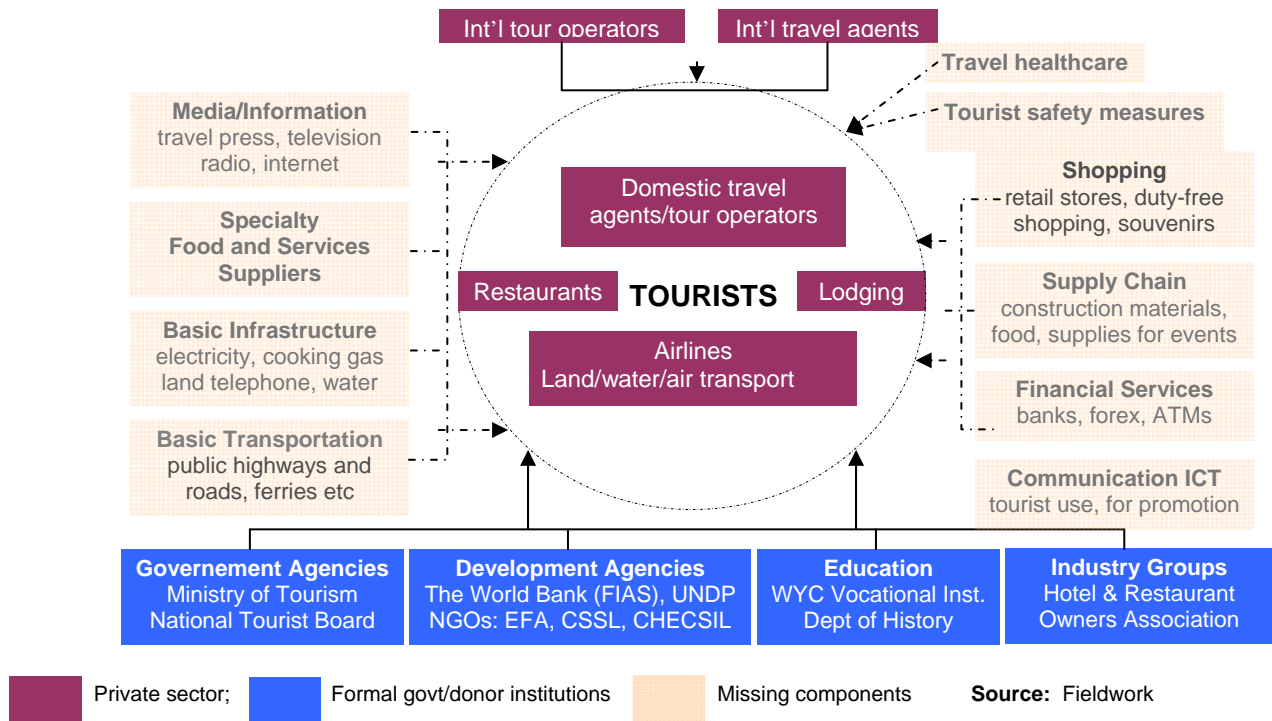 Int'l tour operators
Int'l travel agents
Travel healthcare
Tourist safety measures
Media/Information
travel press, television
radio, internet
Specialty
Food and Services
Suppliers
Basic Infrastructure
electricity, cooking gas
land telephone, water
Basic Transportation
public highways and
roads, ferries etc
Domestic travel
agents/tour operators
Restaurants
TOURISTS
Lodging
Airlines
Land/water/air transport
Shopping
retail stores, duty-free
shopping, souvenirs
Supply Chain
construction materials,
food, supplies for events
Financial Services
banks, forex, ATMs
Communication ICT
tourist use, for promotion
Governement Agencies
Ministry of Tourism
National Tourist Board
Development Agencies
The World Bank (FIAS), UNDP
NGOs: EFA, CSSL, CHECSIL
Education
WYC Vocational Inst.
Dept of History
Industry Groups
Hotel & Restaurant
Owners Association
Private sector;
Formal govt/donor institutions
Missing components
Source: Fieldwork